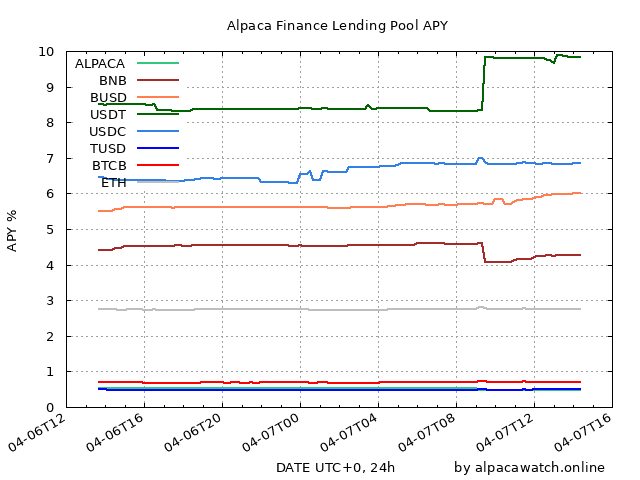 Alpaca Finance Lending Pool APY
APY %
10
9
8
7
6
5
4
3
2
1
0
ALPACA
BNB
BUSD
USDT
USDC
TUSD
BTCB
ETH
04-06T12
04-06T16
04-06T20
04-07T00
04-07T04
04-07T08
04-07T12
04-07T16
DATE UTC+0, 24h
by alpacawatch.online